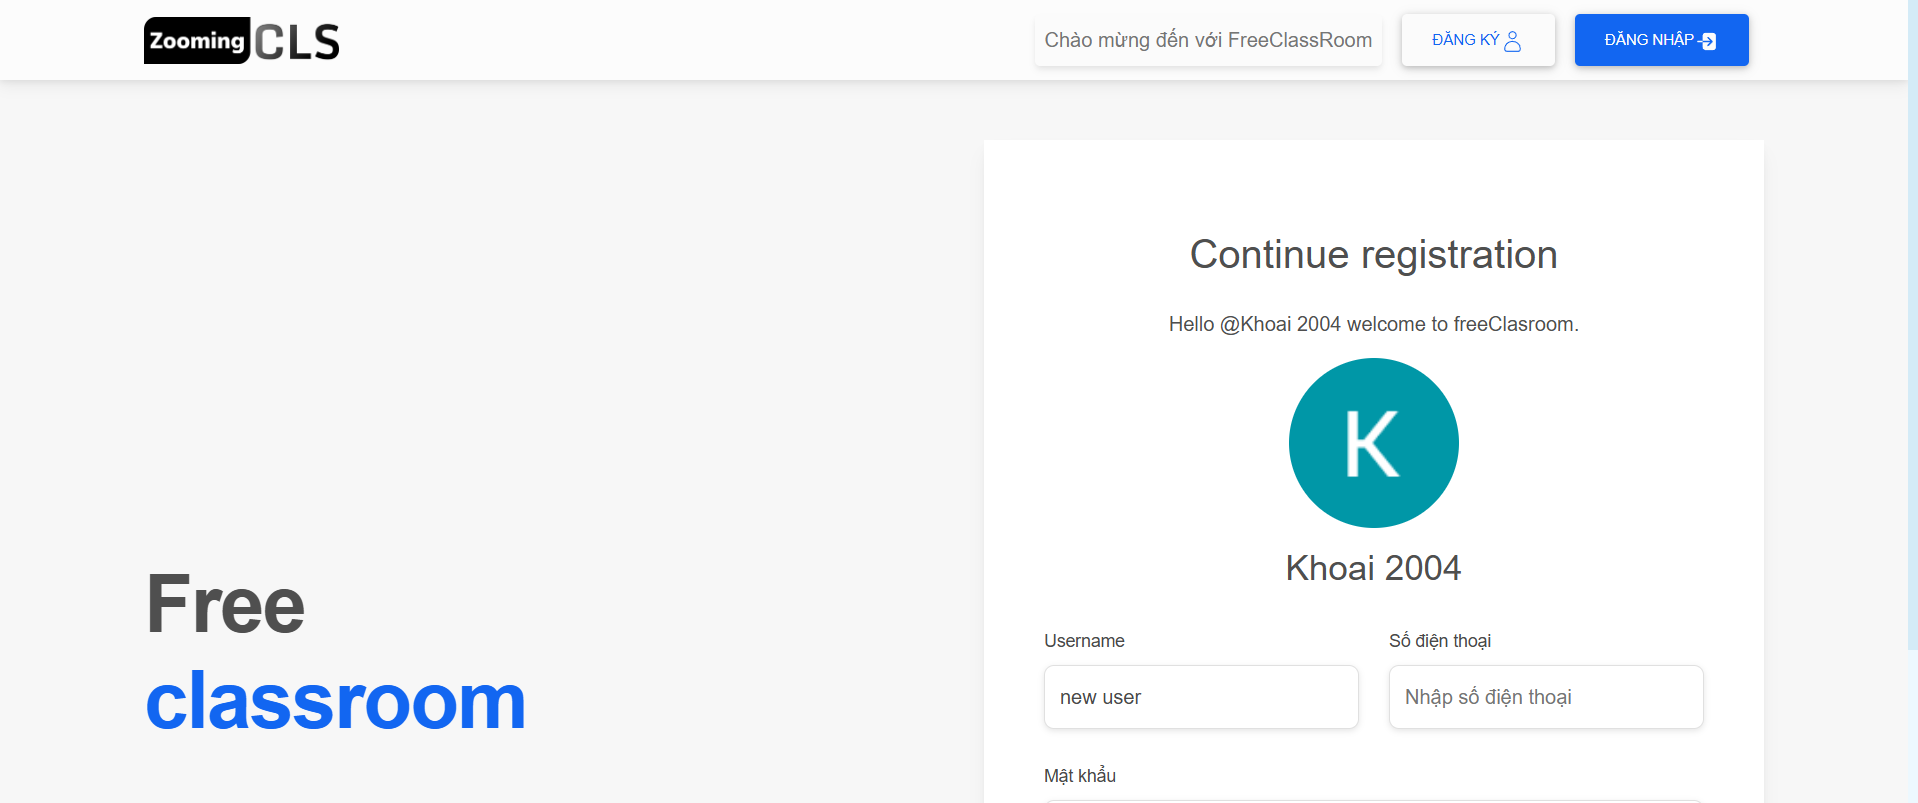 Zooming CLS
Chào mừng đến với FreeClassRoom
ĐĂNG KÝ
ĐĂNG NHẬP
Continue registration
Hello @Khoai 2004 welcome to freeClasroom.
K
Khoai 2004
Free
classroom
Username
Số điện thoại
new user
Nhập số điện thoại
Mật khẩu